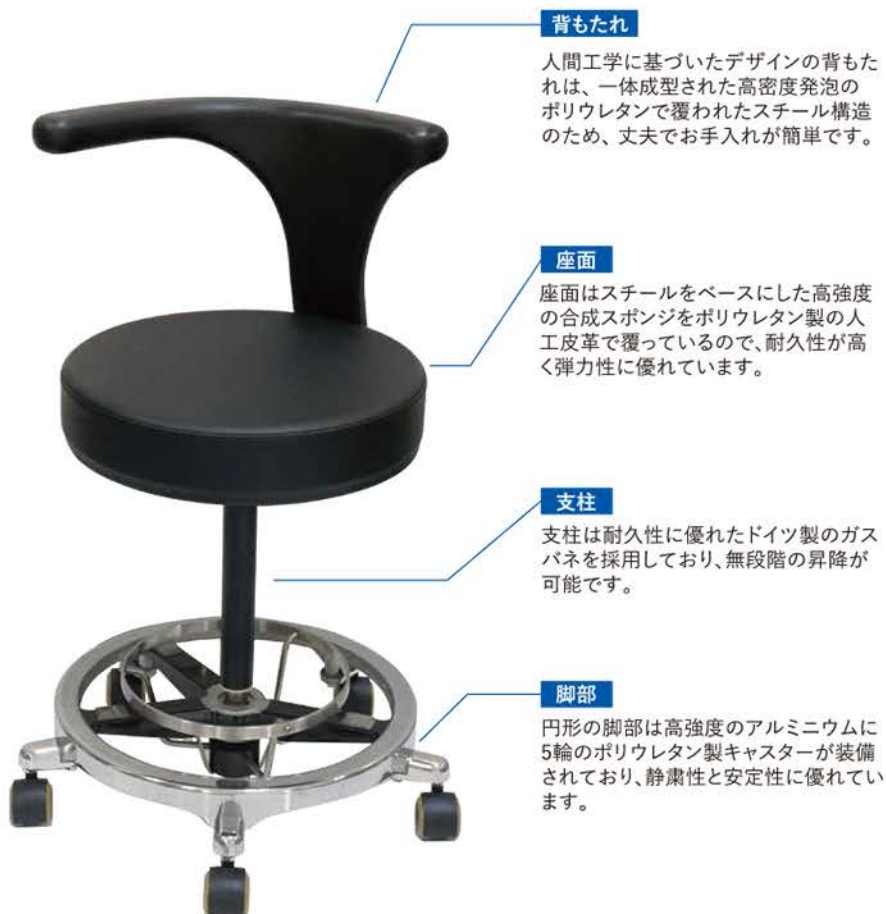 背もたれ
人間工学に基づいたデザインの背もた
れは、一体成型された高密度発泡の
ポリウレタンで覆われたスチール構造
のため、丈夫でお手入れが簡単です。
座面
座面はスチールをベースにした高強度
の合成スポンジをポリウレタン製の人
工皮革で覆っているので、耐久性が高
く弾力性に優れています。
支柱
支柱は耐久性に優れたドイツ製のガス
バネを採用しており、無段階の昇降が
可能です。
脚部
円形の脚部は高強度のアルミニウムに
5輪のポリウレタン製キャスターが装備
されており、静粛性と安定性に優れてい
ます。